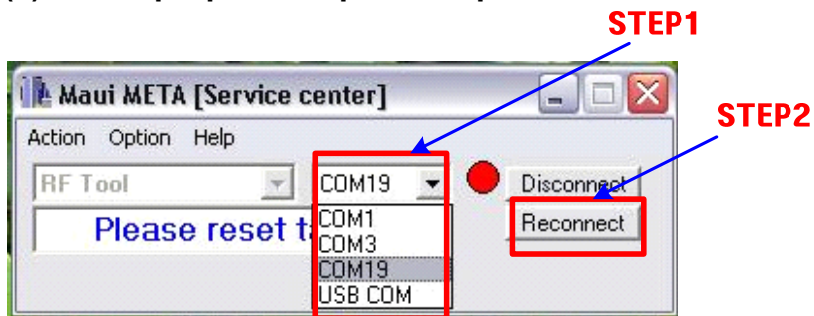 STEP1
Maui META [Service center]
STEP2
Action Option Help
RF Tool
COM19
Disconnect
Please reset
Reconnect
COM1
COM3
COM19
USB COM